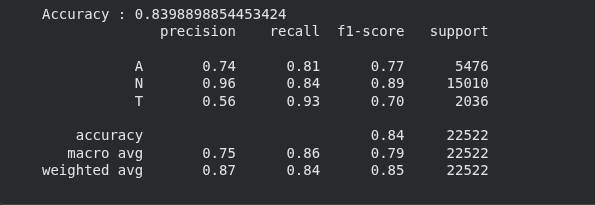 Accuracy : 0.8398898854453424
precision recall f1-score support
A 0.74 0.81 0.77 5476
N 0.96 0.84 0.89 15010
T 0.56 0.93 0.70 2036
accuracy 0.84 22522
macro avg 0.75 0.86 0.79 22522
weighted avg 0.87 0.84 0.85 22522